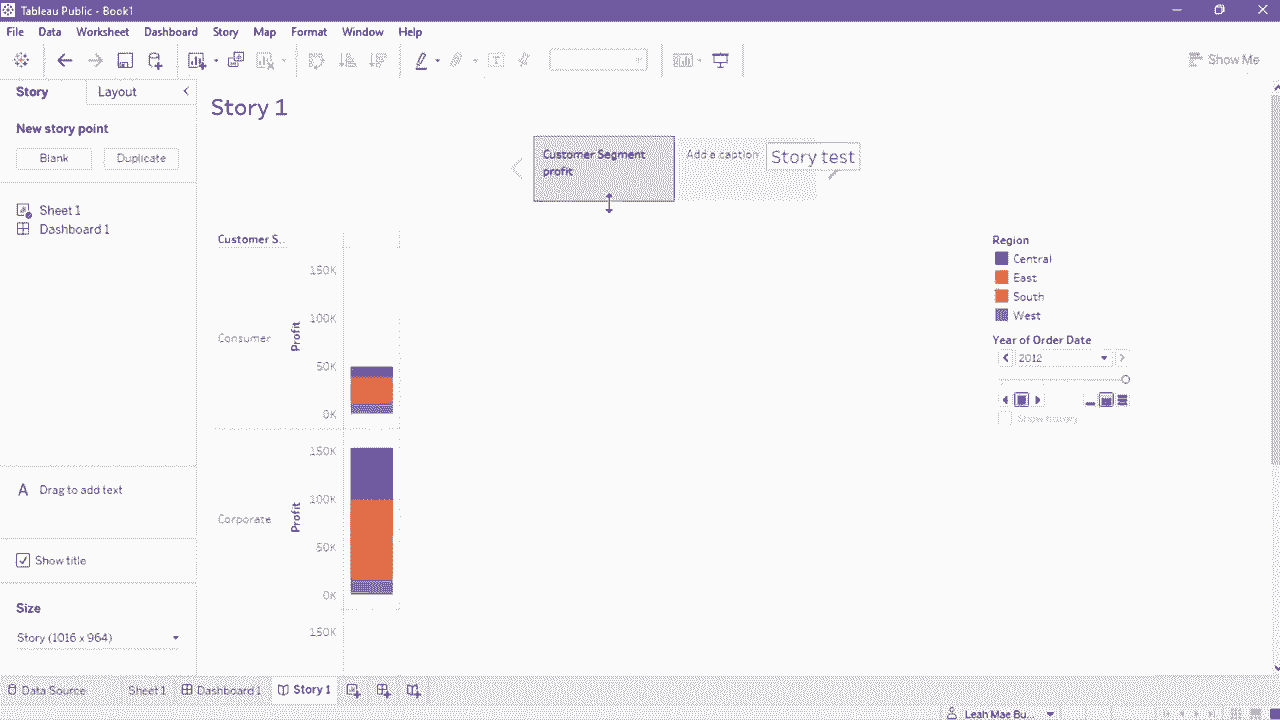 Tableau Public - Book1
File Data Worksheet Dashboard Story Map Format Window Help
Show Me
Story Layout
Story 1
New story point
Blank Duplicate
Customer Segment
profit
Add a caption
Story test
Sheet 1
Dashboard 1
Customer S..
Region
Central
East
South
West
Year of Order Date
2012
Show history
150K
100K
50K
0K
Profit
Consumer
150K
100K
50K
0K
Profit
Corporate
150K
A Drag to add text
Show title
Size
Story (1016 x 964)
Data Source Sheet 1 Dashboard 1 Story 1
Leah Mae Bu...